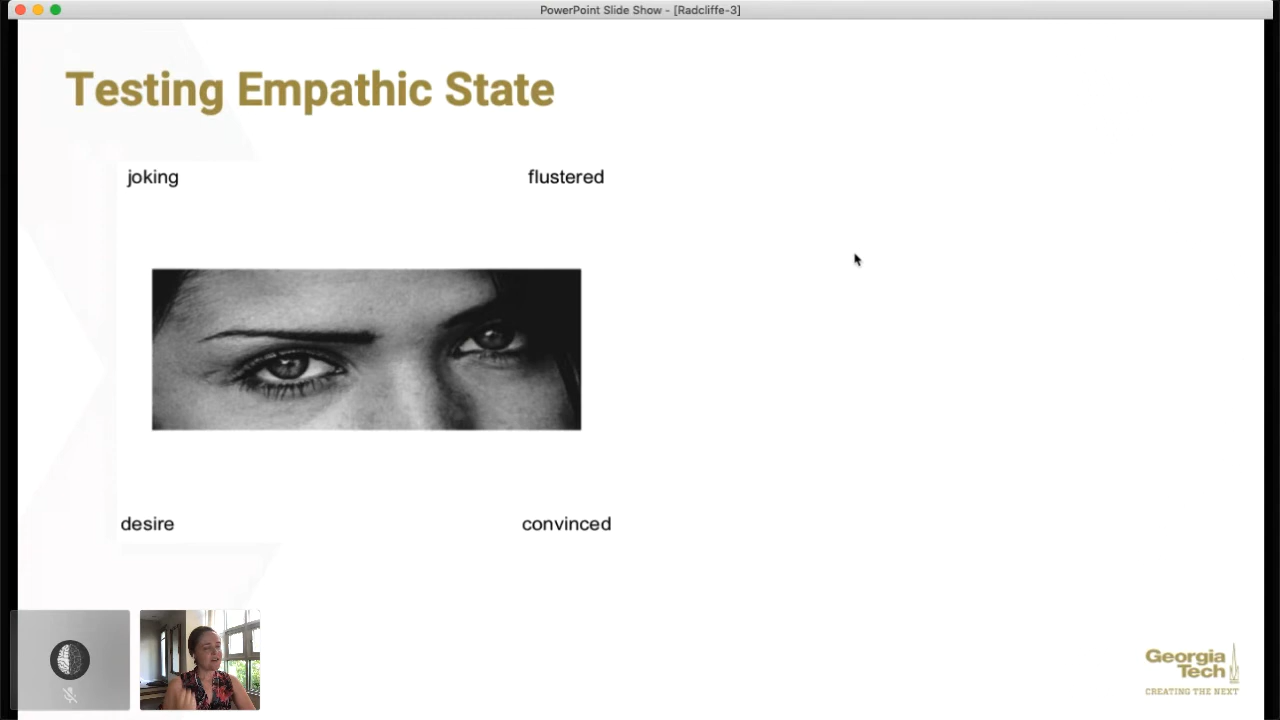 PowerPoint Slide Show - [Radcliffe-3]
Testing Empathic State
joking
flustered
desire
convinced
Georgia
Tech
CREATING THE NEXT